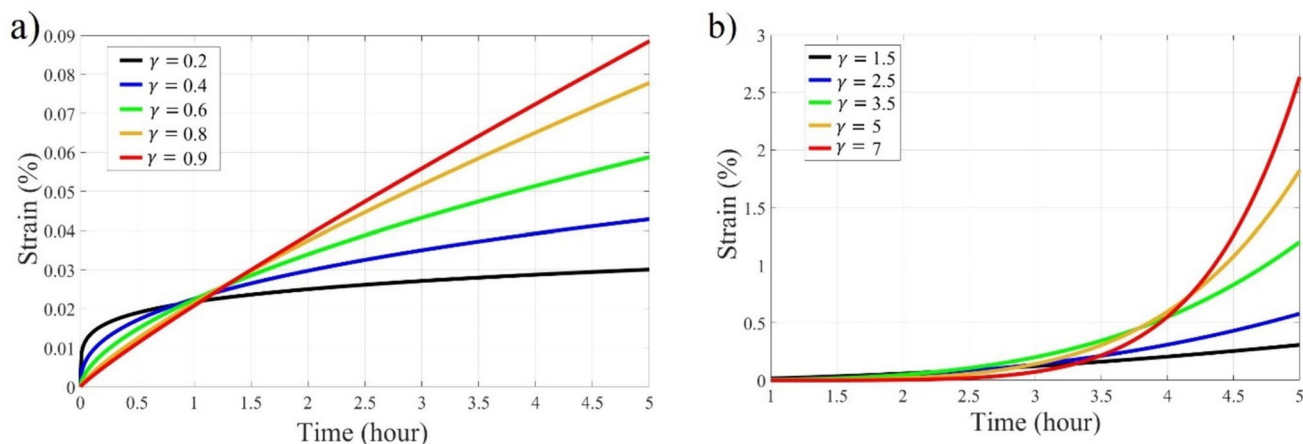 a)
0.09
0.08
0.07
0.06
0.05
0.04
0.03
0.02
0.01
0
Strain (%)
γ = 0.2
γ = 0.4
γ = 0.6
γ = 0.8
γ = 0.9
0 0.5 1 1.5 2 2.5 3 3.5 4 4.5 5
Time (hour)
b)
3
2.5
2
1.5
1
0.5
0
Strain (%)
γ = 1.5
γ = 2.5
γ = 3.5
γ = 5
γ = 7
1 1.5 2 2.5 3 3.5 4 4.5 5
Time (hour)